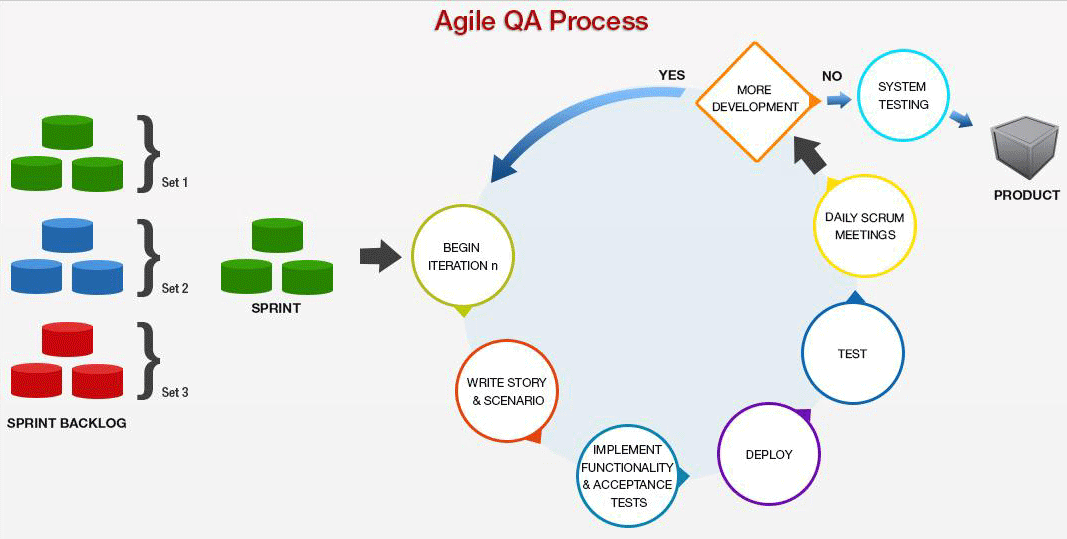 Agile QA Process
Set 1
Set 2
Set 3
SPRINT BACKLOG
SPRINT
BEGIN
ITERATION n
WRITE STORY
& SCENARIO
IMPLEMENT
FUNCTIONALITY
& ACCEPTANCE
TESTS
DEPLOY
TEST
DAILY SCRUM
MEETINGS
MORE
DEVELOPMENT
YES
NO
SYSTEM
TESTING
PRODUCT